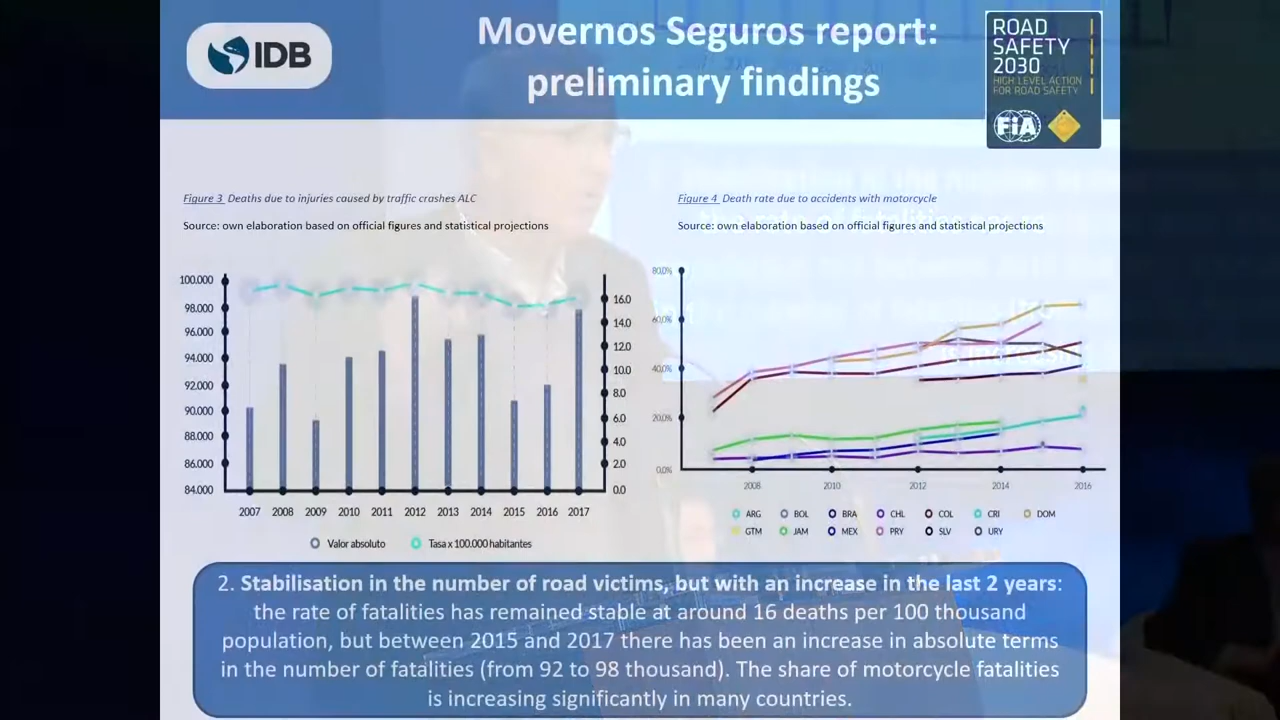 IDB
Movernos Seguros report:
preliminary findings
ROAD
SAFETY
2030
HIGH LEVEL ACTION
FOR ROAD SAFETY
FiA
Figure 3 Deaths due to injuries caused by traffic crashes ALC
Source: own elaboration based on official figures and statistical projections
100.000
98.000
96.000
94.000
92.000
90.000
88.000
86.000
84.000
16.0
14.0
12.0
10.0
8.0
6.0
4.0
2.0
0.0
2007 2008 2009 2010 2011 2012 2013 2014 2015 2016 2017
Valor absoluto Tasa x 100.000 habitantes
Figure 4 Death rate due to accidents with motorcycle
Source: own elaboration based on official figures and statistical projections
the rate of fatalities
80,0%
60,0%
40,0%
20,0%
0,0%
2008 2010 2012 2014 2016
ARG BOL BRA CHL COL CRI DOM
GTM JAM MEX PRY SLV URY
2. Stabilisation in the number of road victims, but with an increase in the last 2 years:
the rate of fatalities has remained stable at around 16 deaths per 100 thousand
population, but between 2015 and 2017 there has been an increase in absolute terms
in the number of fatalities (from 92 to 98 thousand). The share of motorcycle fatalities
is increasing significantly in many countries.